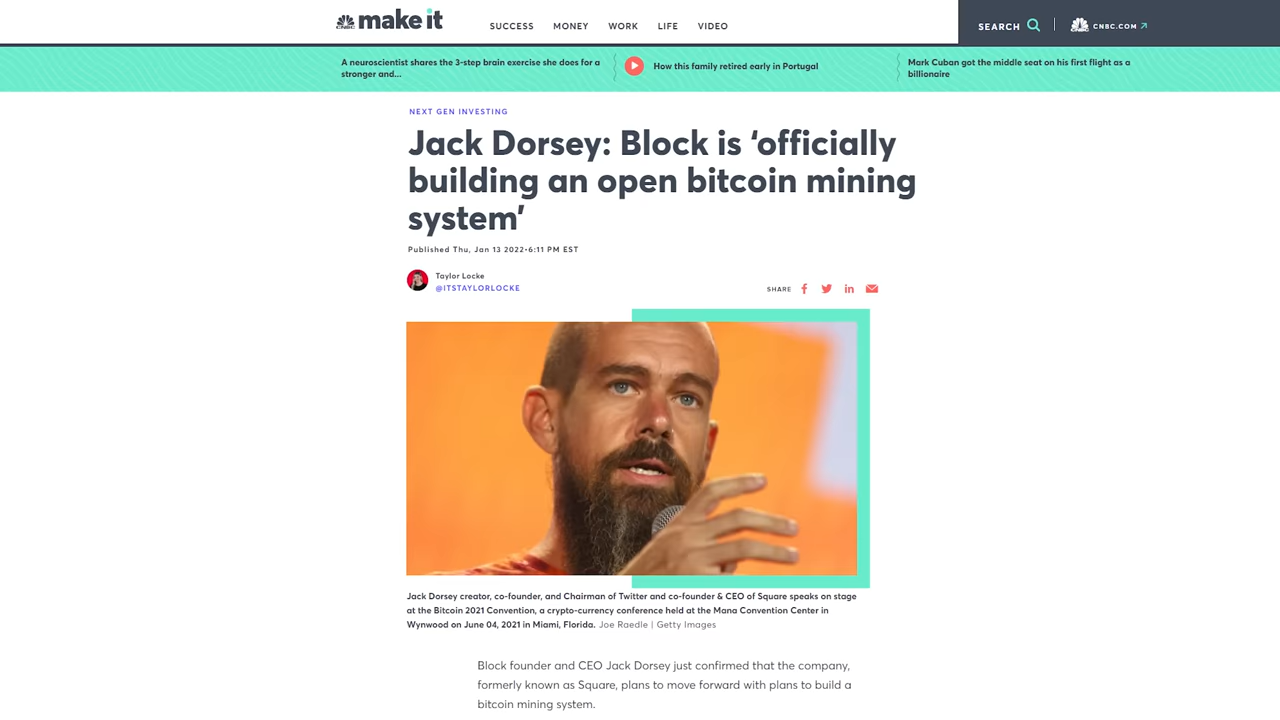 CNBC make it
SUCCESS MONEY WORK LIFE VIDEO
SEARCH
CNBC.COM
A neuroscientist shares the 3-step brain exercise she does for a
stronger and...
How this family retired early in Portugal
Mark Cuban got the middle seat on his first flight as a
billionaire
NEXT GEN INVESTING
Jack Dorsey: Block is ‘officially
building an open bitcoin mining
system’
Published Thu, Jan 13 2022•6:11 PM EST
Taylor Locke
@ITSTAYLORLOCKE
SHARE
Jack Dorsey creator, co-founder, and Chairman of Twitter and co-founder & CEO of Square speaks on stage
at the Bitcoin 2021 Convention, a crypto-currency conference held at the Mana Convention Center in
Wynwood on June 04, 2021 in Miami, Florida. Joe Raedle | Getty Images
Block founder and CEO Jack Dorsey just confirmed that the company,
formerly known as Square, plans to move forward with plans to build a
bitcoin mining system.